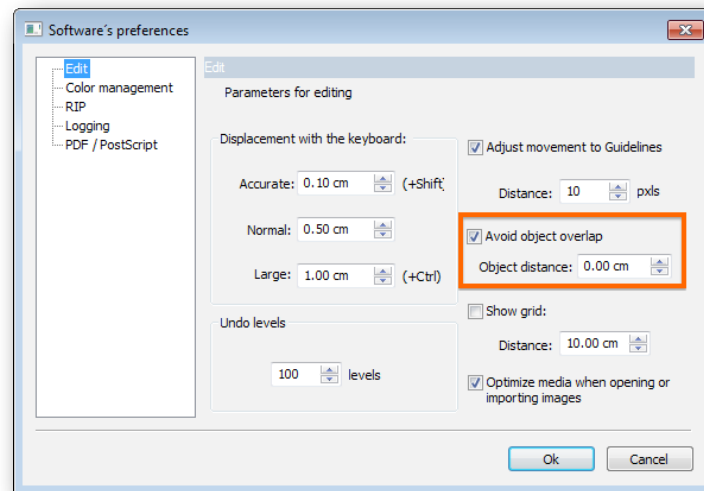 Software´s preferences
Edit
Color management
RIP
Logging
PDF / PostScript
Edit
Parameters for editing
Displacement with the keyboard:
Accurate: 0.10 cm (+Shift)
Normal: 0.50 cm
Large: 1.00 cm (+Ctrl)
Undo levels
100 levels
Adjust movement to Guidelines
Distance: 10 pxls
Avoid object overlap
Object distance: 0.00 cm
Show grid:
Distance: 10.00 cm
Optimize media when opening or
importing images
Ok
Cancel